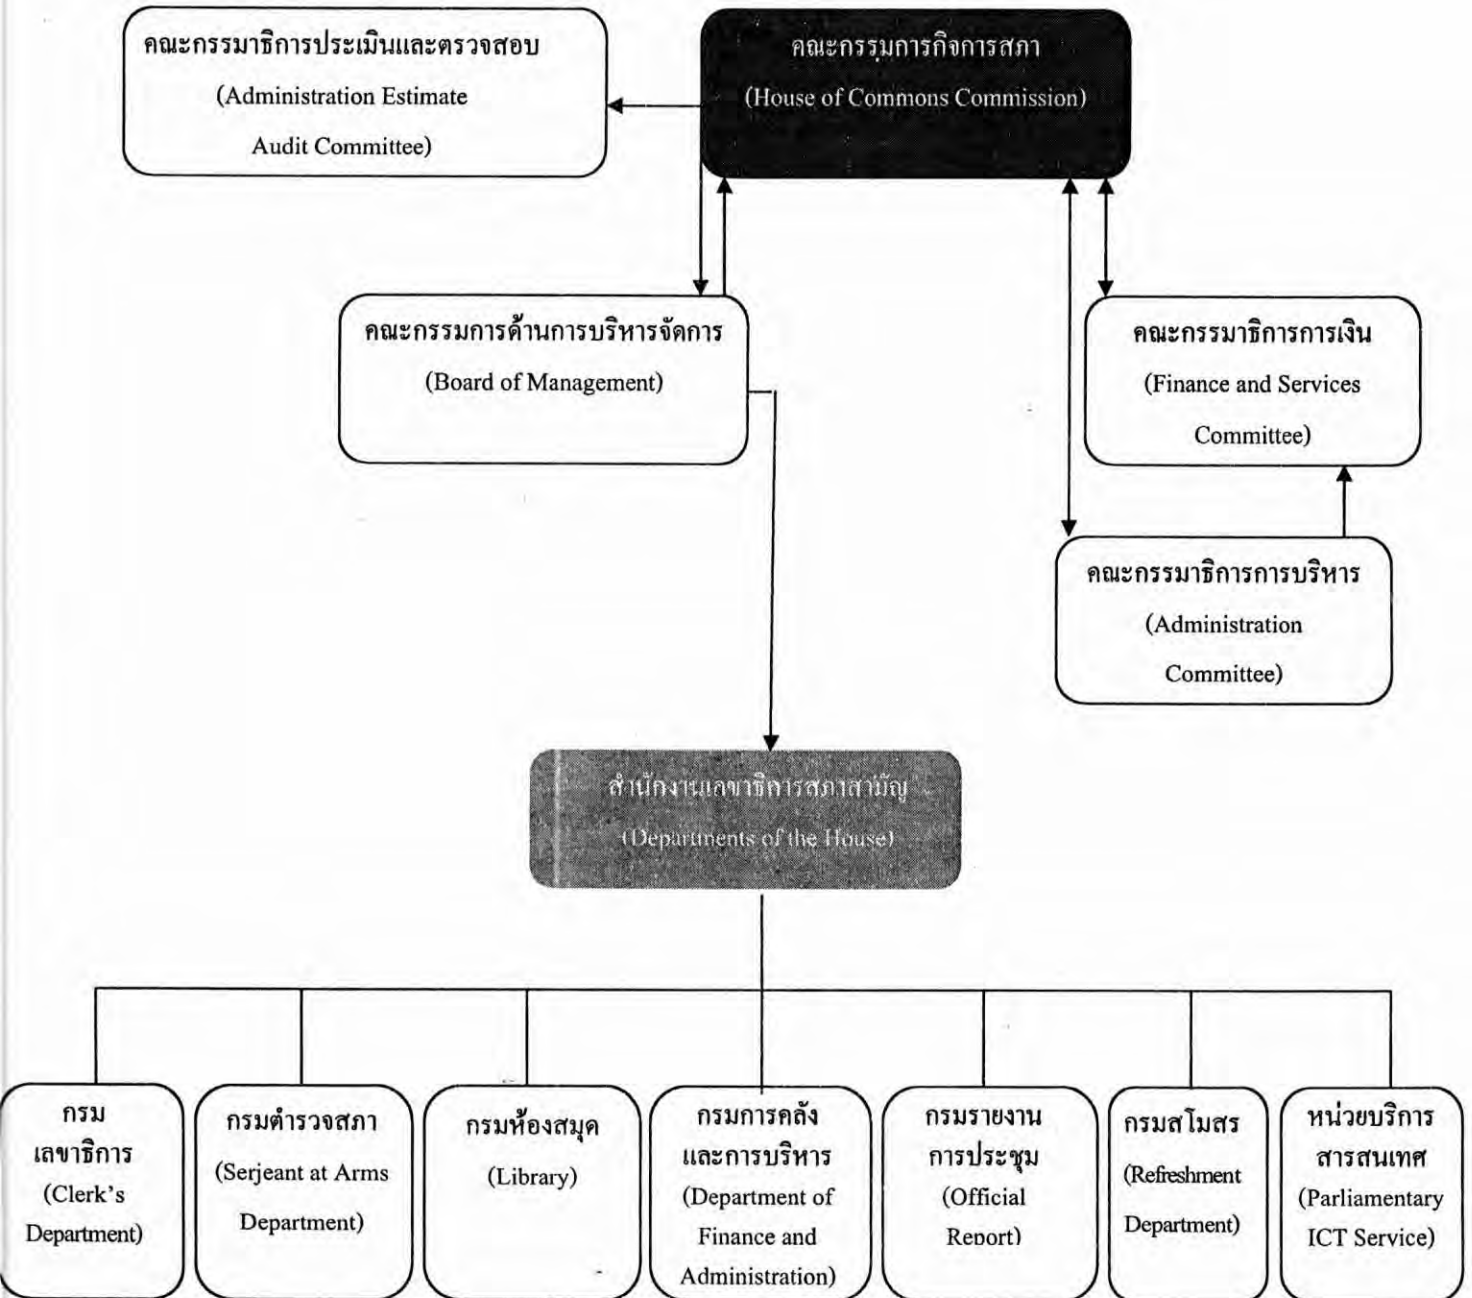 คณะกรรมาธิการประเมินและตรวจสอบ
(Administration Estimate
Audit Committee)
คณะกรรมการกิจการสภา
(House of Commons Commission)
คณะกรรมการด้านการบริหารจัดการ
(Board of Management)
คณะกรรมาธิการการเงิน
(Finance and Services
Committee)
คณะกรรมาธิการการบริหาร
(Administration
Committee)
สำนักงานเลขาธิการสภาสามัญ
(Departments of the House)
กรม
เลขาธิการ
(Clerk's
Department)
กรมตำรวจสภา
(Serjeant at Arms
Department)
กรมห้องสมุด
(Library)
กรมการคลัง
และการบริหาร
(Department of
Finance and
Administration)
กรมรายงาน
การประชุม
(Official
Report)
กรมสโมสร
(Refreshment
Department)
หน่วยบริการ
สารสนเทศ
(Parliamentary
ICT Service)